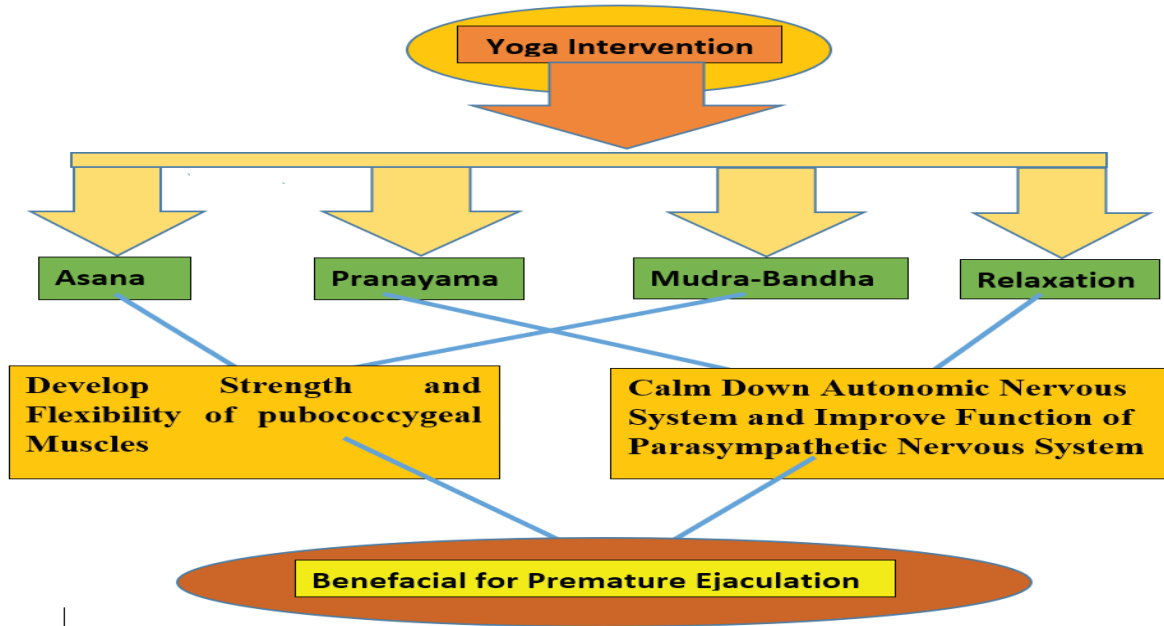 Yoga Intervention
Asana
Pranayama
Mudra-Bandha
Relaxation
Develop Strength and
Flexibility of pubococcygeal
Muscles
Calm Down Autonomic Nervous
System and Improve Function of
Parasympathetic Nervous System
Benefacial for Premature Ejaculation